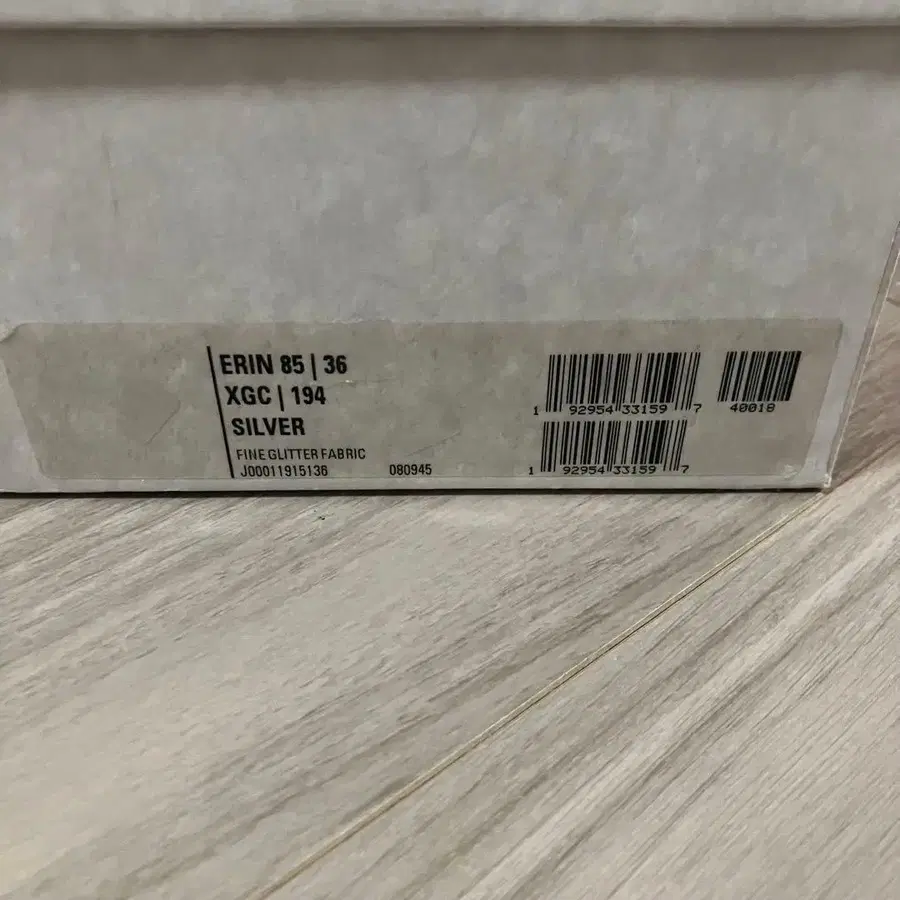 ERIN 85 | 36
XGC | 194
SILVER
FINE GLITTER FABRIC
J00011915136 080945
1 92954 33159 7
40018
1 92954 33159 7